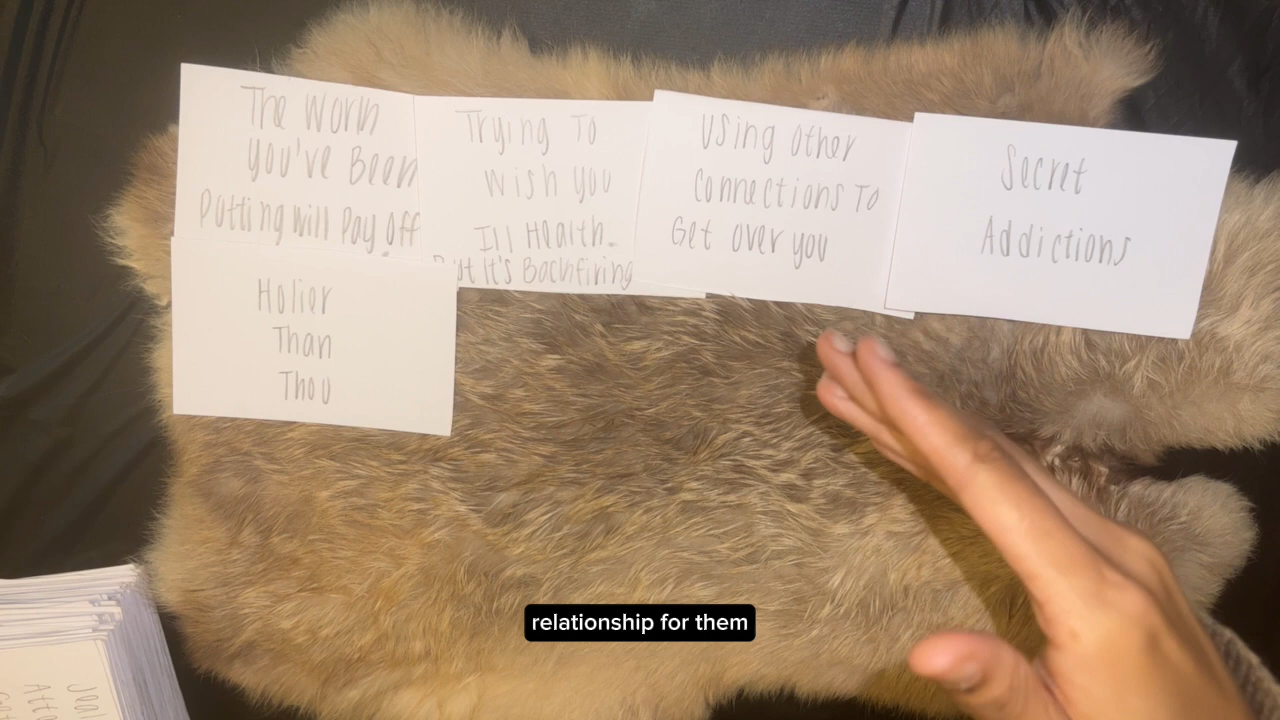 The Work
You've Been
Putting Will Pay Off
Trying To
Wish You
Ill Health.
But It's Backfiring
Using Other
Connections To
Get Over You
Secret
Addictions
Holier
Than
Thou
relationship for them